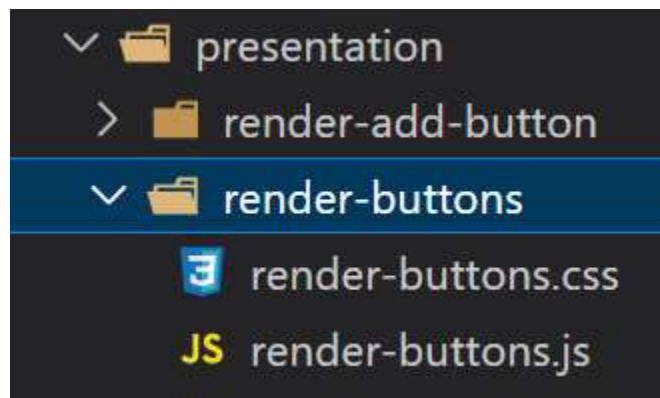 presentation
render-add-button
render-buttons
render-buttons.css
JS render-buttons.js